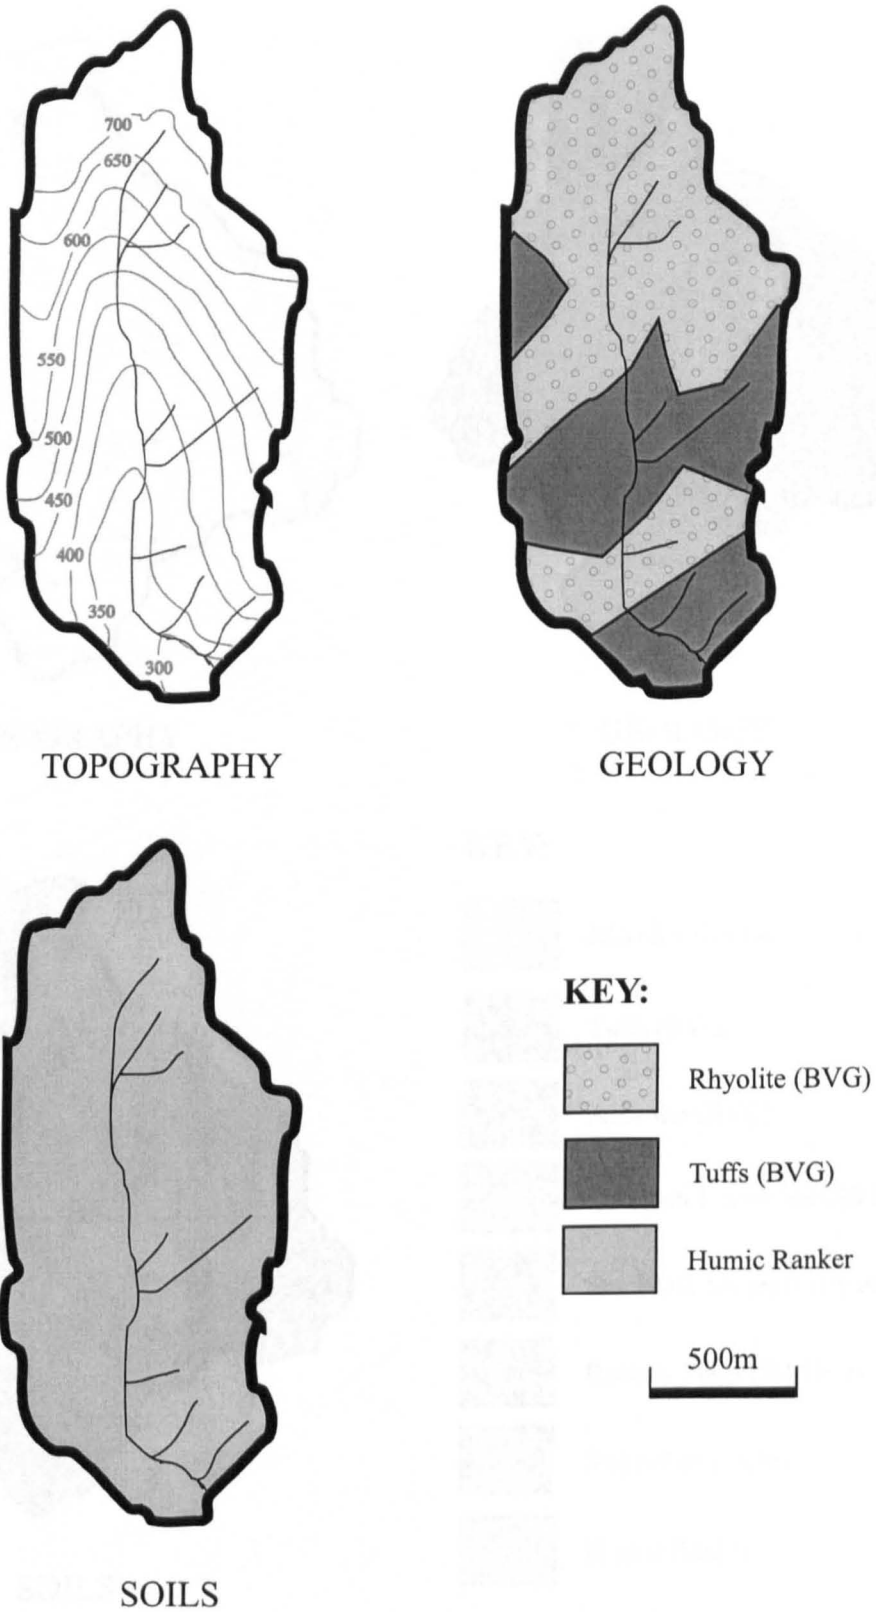 700
650
600
550
500
450
400
350
300
TOPOGRAPHY
GEOLOGY
KEY:
Rhyolite (BVG)
Tuffs (BVG)
Humic Ranker
500m
SOILS